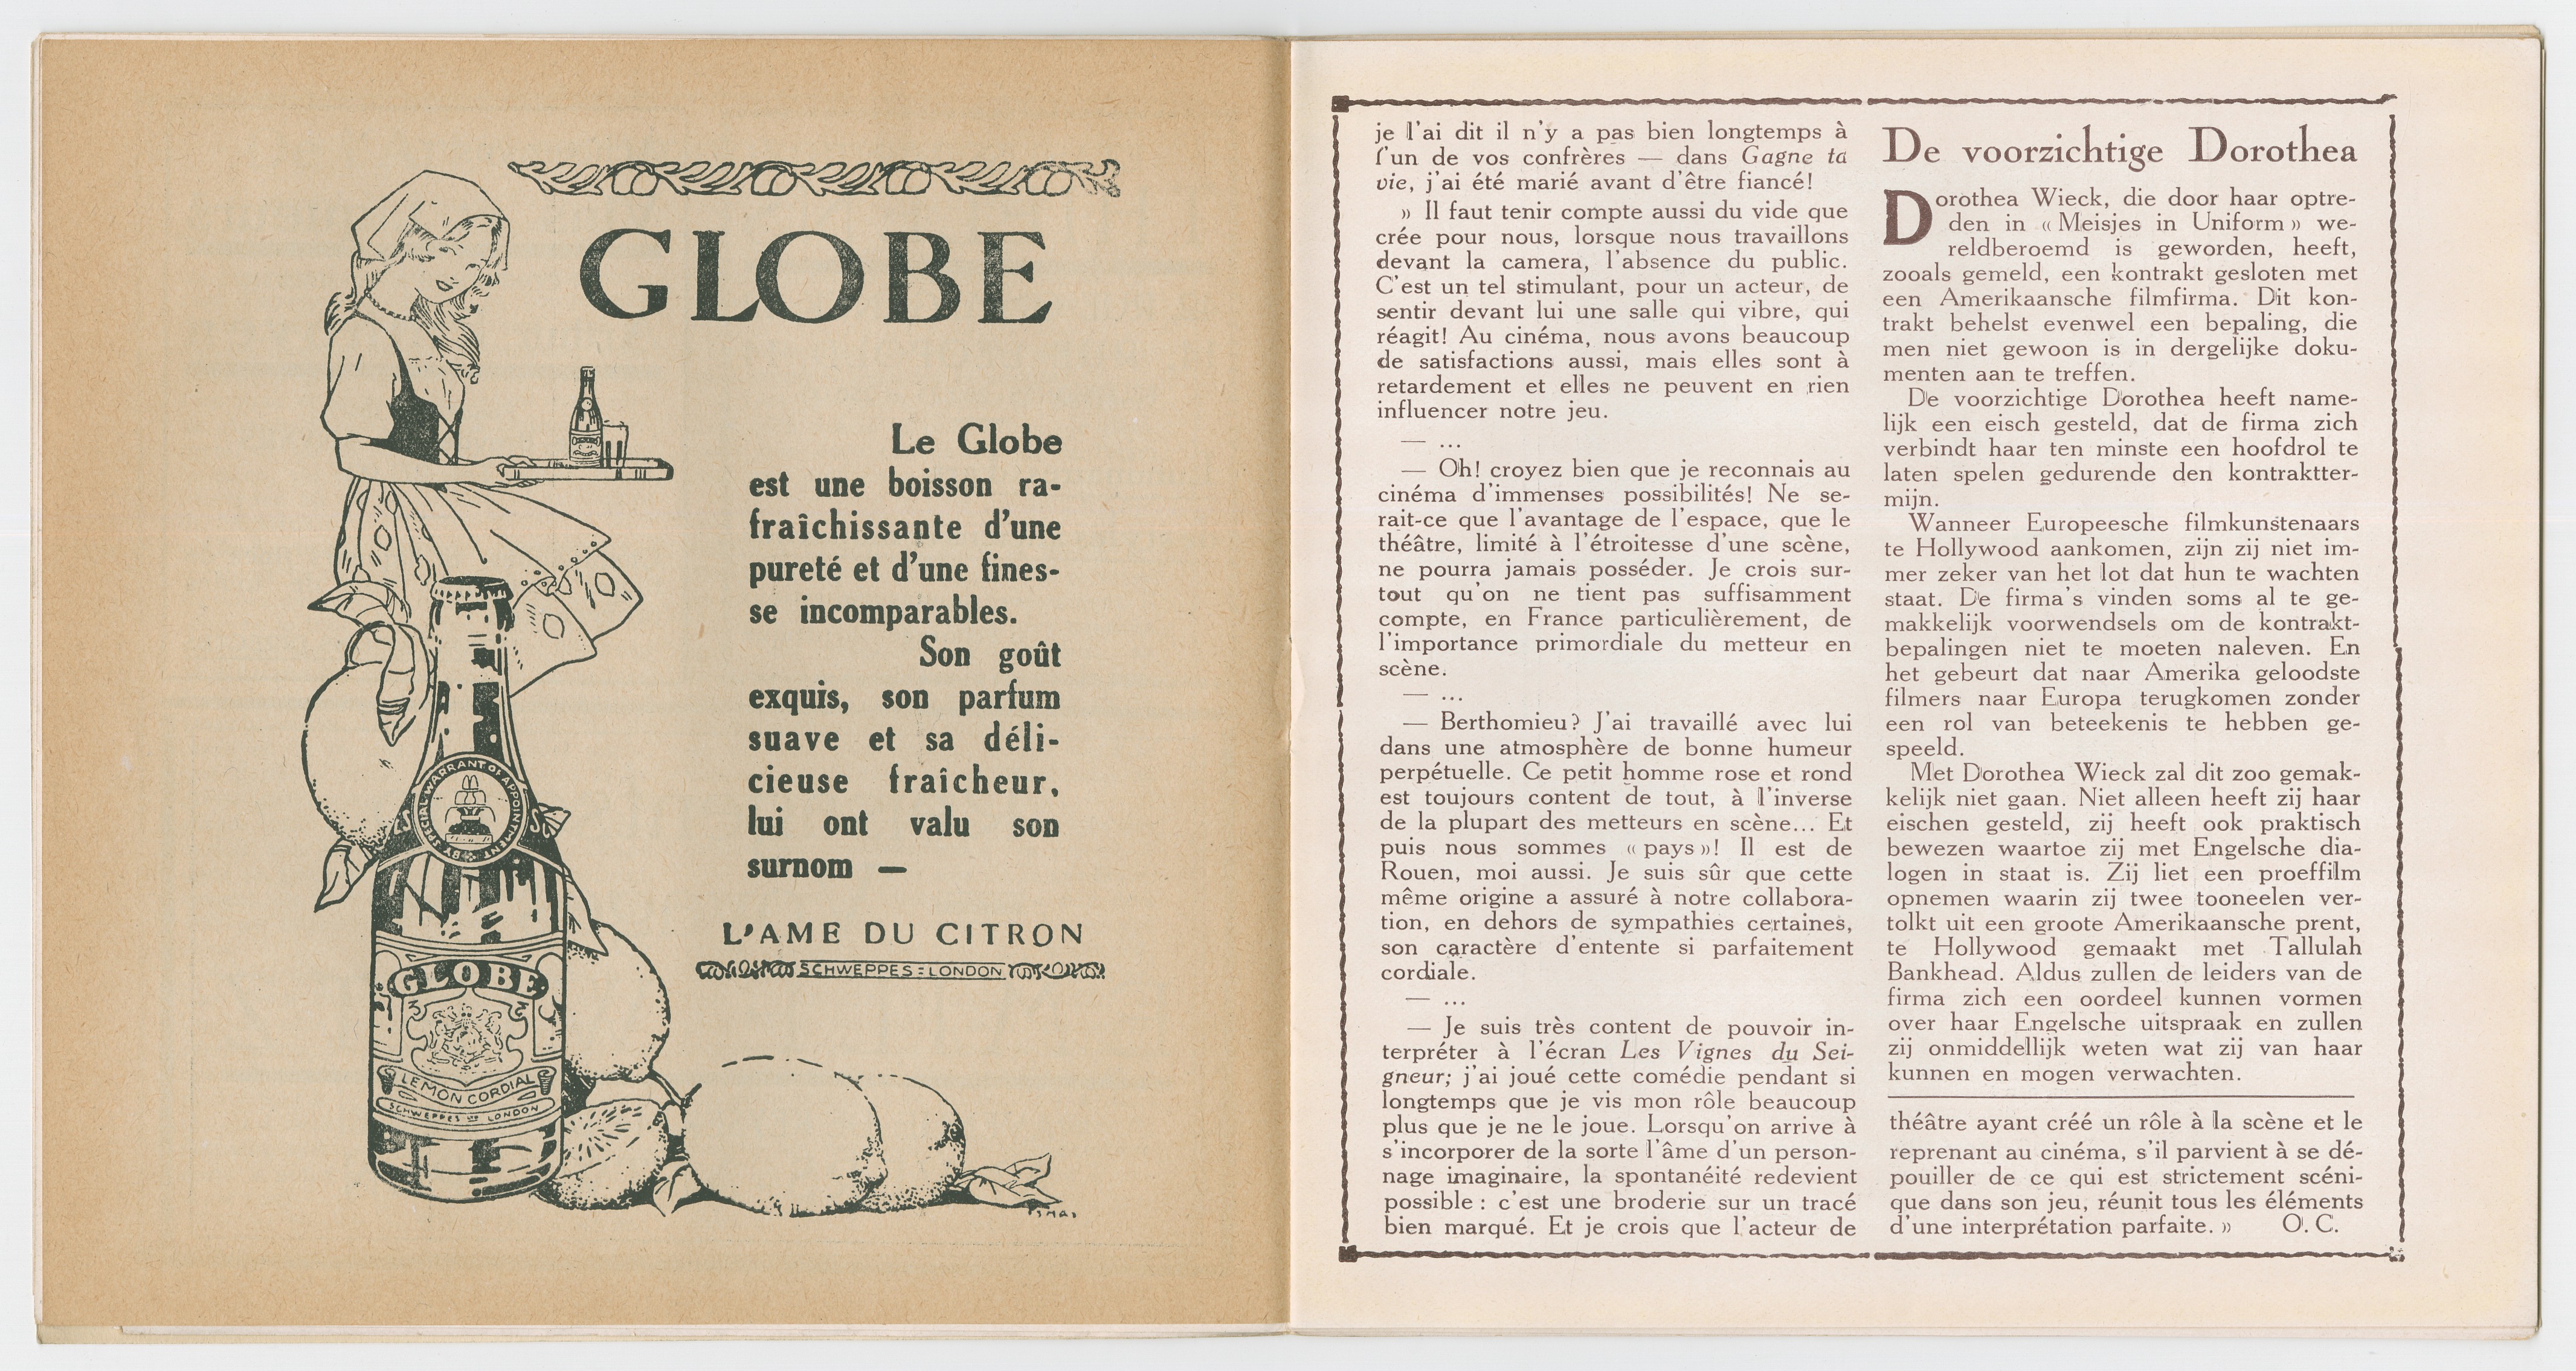 GLOBE
Le Globe
est une boisson ra-
fraîchissante d'une
pureté et d'une fines-
se incomparables.
Son goût
exquis, son parfum
suave et sa déli-
cieuse fraîcheur,
lui ont valu son
surnom —
L'AME DU CITRON
SCHWEPPES = LONDON
BY SPECIAL WARRANT OF APPOINTMENT
GLOBE
LEMON CORDIAL
SCHWEPPES LONDON
je l'ai dit il n'y a pas bien longtemps à
l'un de vos confrères — dans Gagne ta
vie, j'ai été marié avant d'être fiancé!
» Il faut tenir compte aussi du vide que
crée pour nous, lorsque nous travaillons
devant la camera, l'absence du public.
C'est un tel stimulant, pour un acteur, de
sentir devant lui une salle qui vibre, qui
réagit! Au cinéma, nous avons beaucoup
de satisfactions aussi, mais elles sont à
retardement et elles ne peuvent en rien
influencer notre jeu.
— ...
— Oh! croyez bien que je reconnais au
cinéma d'immenses possibilités! Ne se-
rait-ce que l'avantage de l'espace, que le
théâtre, limité à l'étroitesse d'une scène,
ne pourra jamais posséder. Je crois sur-
tout qu'on ne tient pas suffisamment
compte, en France particulièrement, de
l'importance primordiale du metteur en
scène.
— ...
— Berthomieu? J'ai travaillé avec lui
dans une atmosphère de bonne humeur
perpétuelle. Ce petit homme rose et rond
est toujours content de tout, à l'inverse
de la plupart des metteurs en scène... Et
puis nous sommes « pays »! Il est de
Rouen, moi aussi. Je suis sûr que cette
même origine a assuré à notre collabora-
tion, en dehors de sympathies certaines,
son caractère d'entente si parfaitement
cordiale.
— ...
— Je suis très content de pouvoir in-
terpréter à l'écran Les Vignes du Sei-
gneur; j'ai joué cette comédie pendant si
longtemps que je vis mon rôle beaucoup
plus que je ne le joue. Lorsqu'on arrive à
s'incorporer de la sorte l'âme d'un person-
nage imaginaire, la spontanéité redevient
possible : c'est une broderie sur un tracé
bien marqué. Et je crois que l'acteur de
De voorzichtige Dorothea
Dorothea Wieck, die door haar optre-
den in « Meisjes in Uniform » we-
reldberoemd is geworden, heeft,
zooals gemeld, een kontrakt gesloten met
een Amerikaansche filmfirma. Dit kon-
trakt behelst evenwel een bepaling, die
men niet gewoon is in dergelijke doku-
menten aan te treffen.
De voorzichtige Dorothea heeft name-
lijk een eisch gesteld, dat de firma zich
verbindt haar ten minste een hoofdrol te
laten spelen gedurende den kontraktter-
mijn.
Wanneer Europeesche filmkunstenaars
te Hollywood aankomen, zijn zij niet im-
mer zeker van het lot dat hun te wachten
staat. De firma's vinden soms al te ge-
makkelijk voorwendsels om de kontrakt-
bepalingen niet te moeten naleven. En
het gebeurt dat naar Amerika geloodste
filmers naar Europa terugkomen zonder
een rol van beteekenis te hebben ge-
speeld.
Met Dorothea Wieck zal dit zoo gemak-
kelijk niet gaan. Niet alleen heeft zij haar
eischen gesteld, zij heeft ook praktisch
bewezen waartoe zij met Engelsche dia-
logen in staat is. Zij liet een proeffilm
opnemen waarin zij twee tooneelen ver-
tolkt uit een groote Amerikaansche prent,
te Hollywood gemaakt met Tallulah
Bankhead. Aldus zullen de leiders van de
firma zich een oordeel kunnen vormen
over haar Engelsche uitspraak en zullen
zij onmiddellijk weten wat zij van haar
kunnen en mogen verwachten.
théâtre ayant créé un rôle à la scène et le
reprenant au cinéma, s'il parvient à se dé-
pouiller de ce qui est strictement scéni-
que dans son jeu, réunit tous les éléments
d'une interprétation parfaite. » O. C.